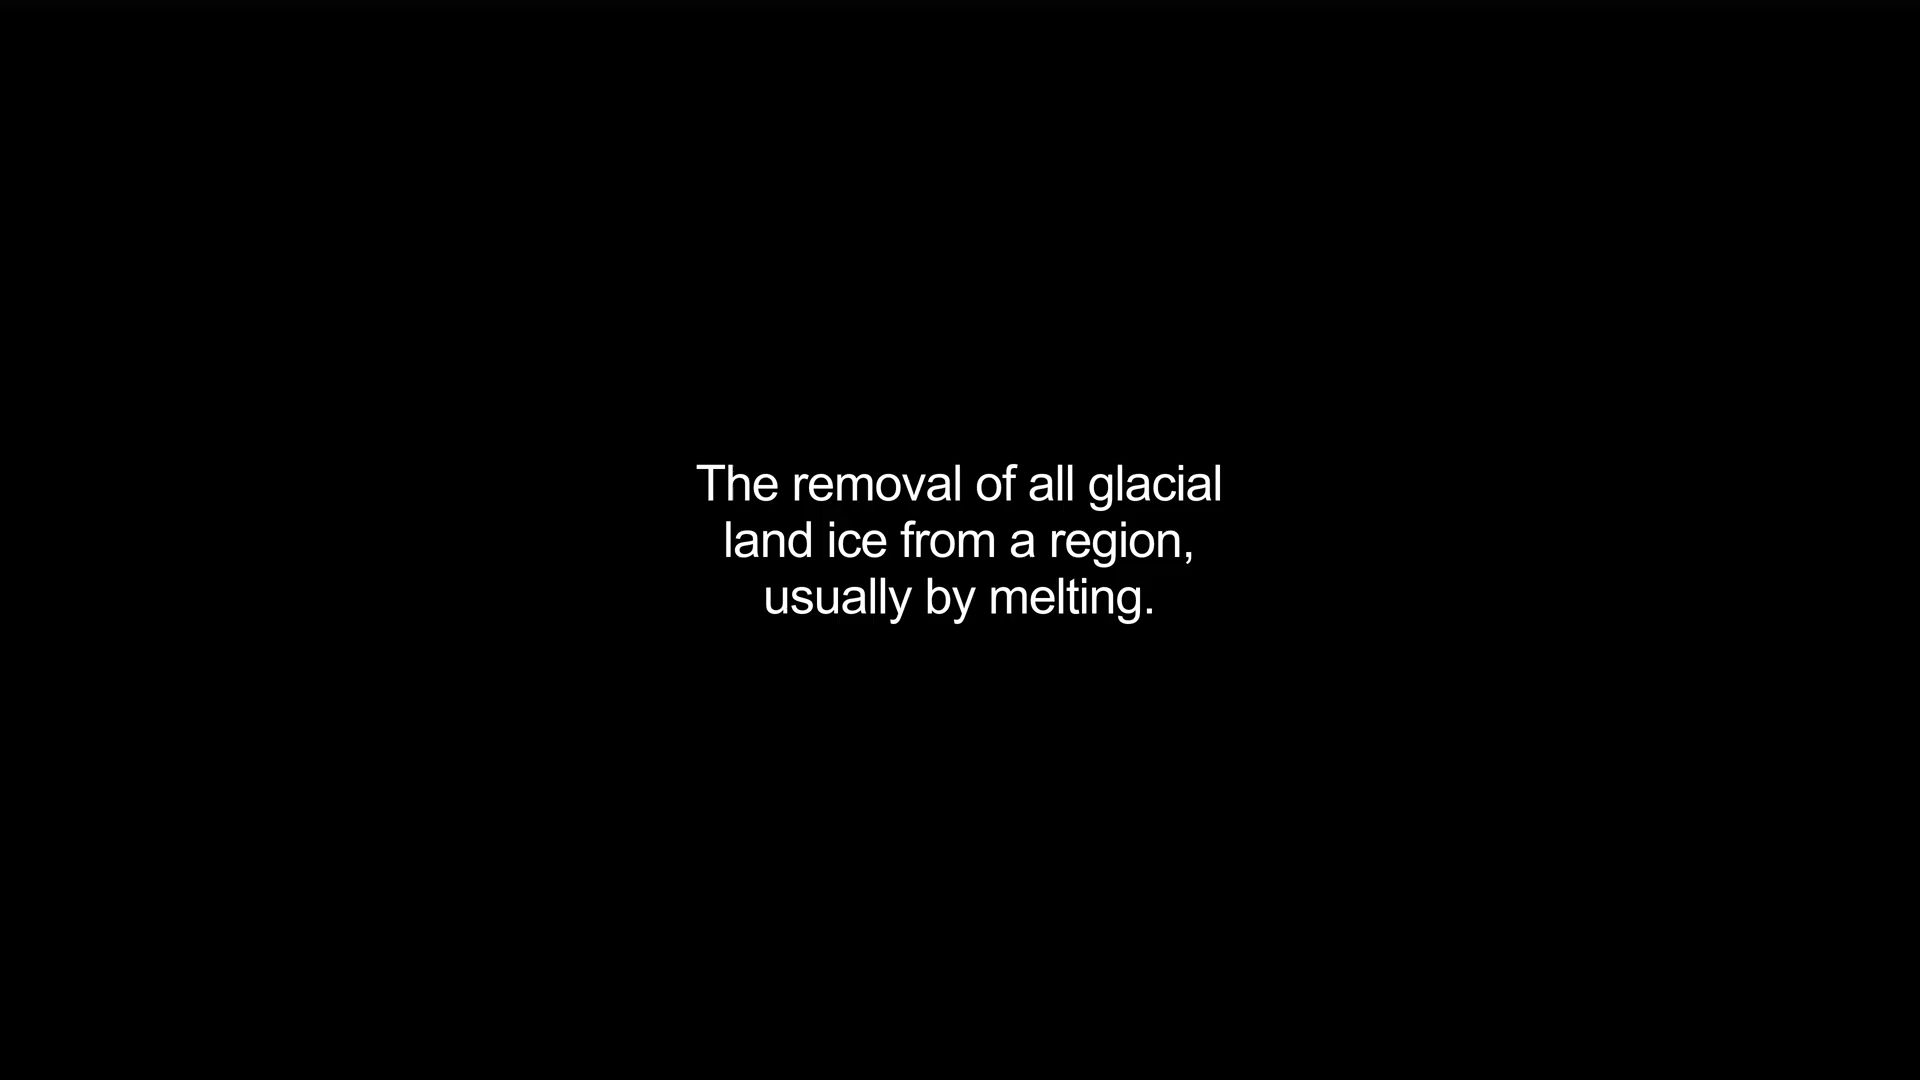 The removal of all glacial
land ice from a region,
usually by melting.